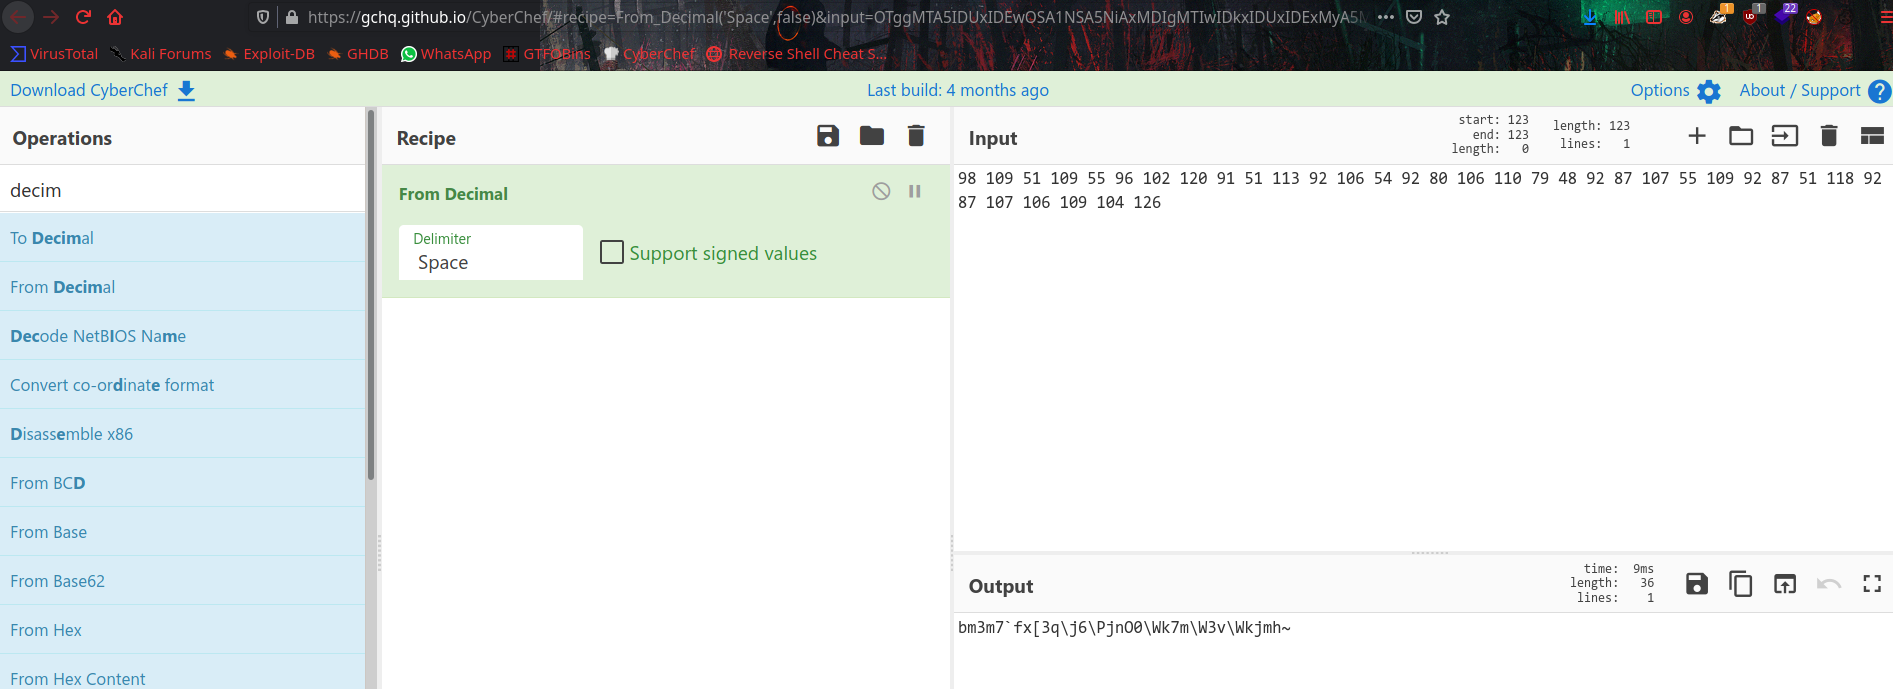 https://gchq.github.io/CyberChef/#recipe=From_Decimal('Space',false)&input=OTggMTA5IDUxIDEwOSA1NSA5NiAxMDIgMTIwIDkxIDUxIDExMyA5M
1 1 22
VirusTotal Kali Forums Exploit-DB GHDB WhatsApp GTFOBins CyberChef Reverse Shell Cheat S...
Download CyberChef Last build: 4 months ago Options About / Support
Operations
decim
To Decimal
From Decimal
Decode NetBIOS Name
Convert co-ordinate format
Disassemble x86
From BCD
From Base
From Base62
From Hex
From Hex Content
Recipe
From Decimal
Delimiter
Space
Support signed values
Input
start: 123
end: 123
length: 0
length: 123
lines: 1
98 109 51 109 55 96 102 120 91 51 113 92 106 54 92 80 106 110 79 48 92 87 107 55 109 92 87 51 118 92
87 107 106 109 104 126
Output
time: 9ms
length: 36
lines: 1
bm3m7`fx[3q\j6\PjnO0\Wk7m\W3v\Wkjmh~